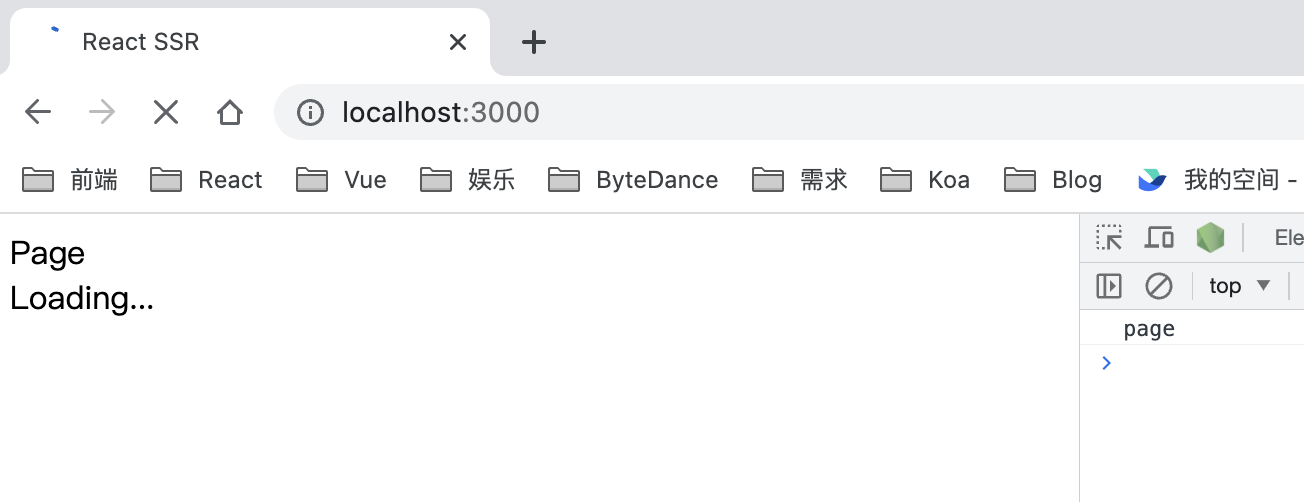 React SSR
localhost:3000
前端 React Vue 娱乐 ByteDance 需求 Koa Blog 我的空间 -
Page
Loading...
Ele
top
page